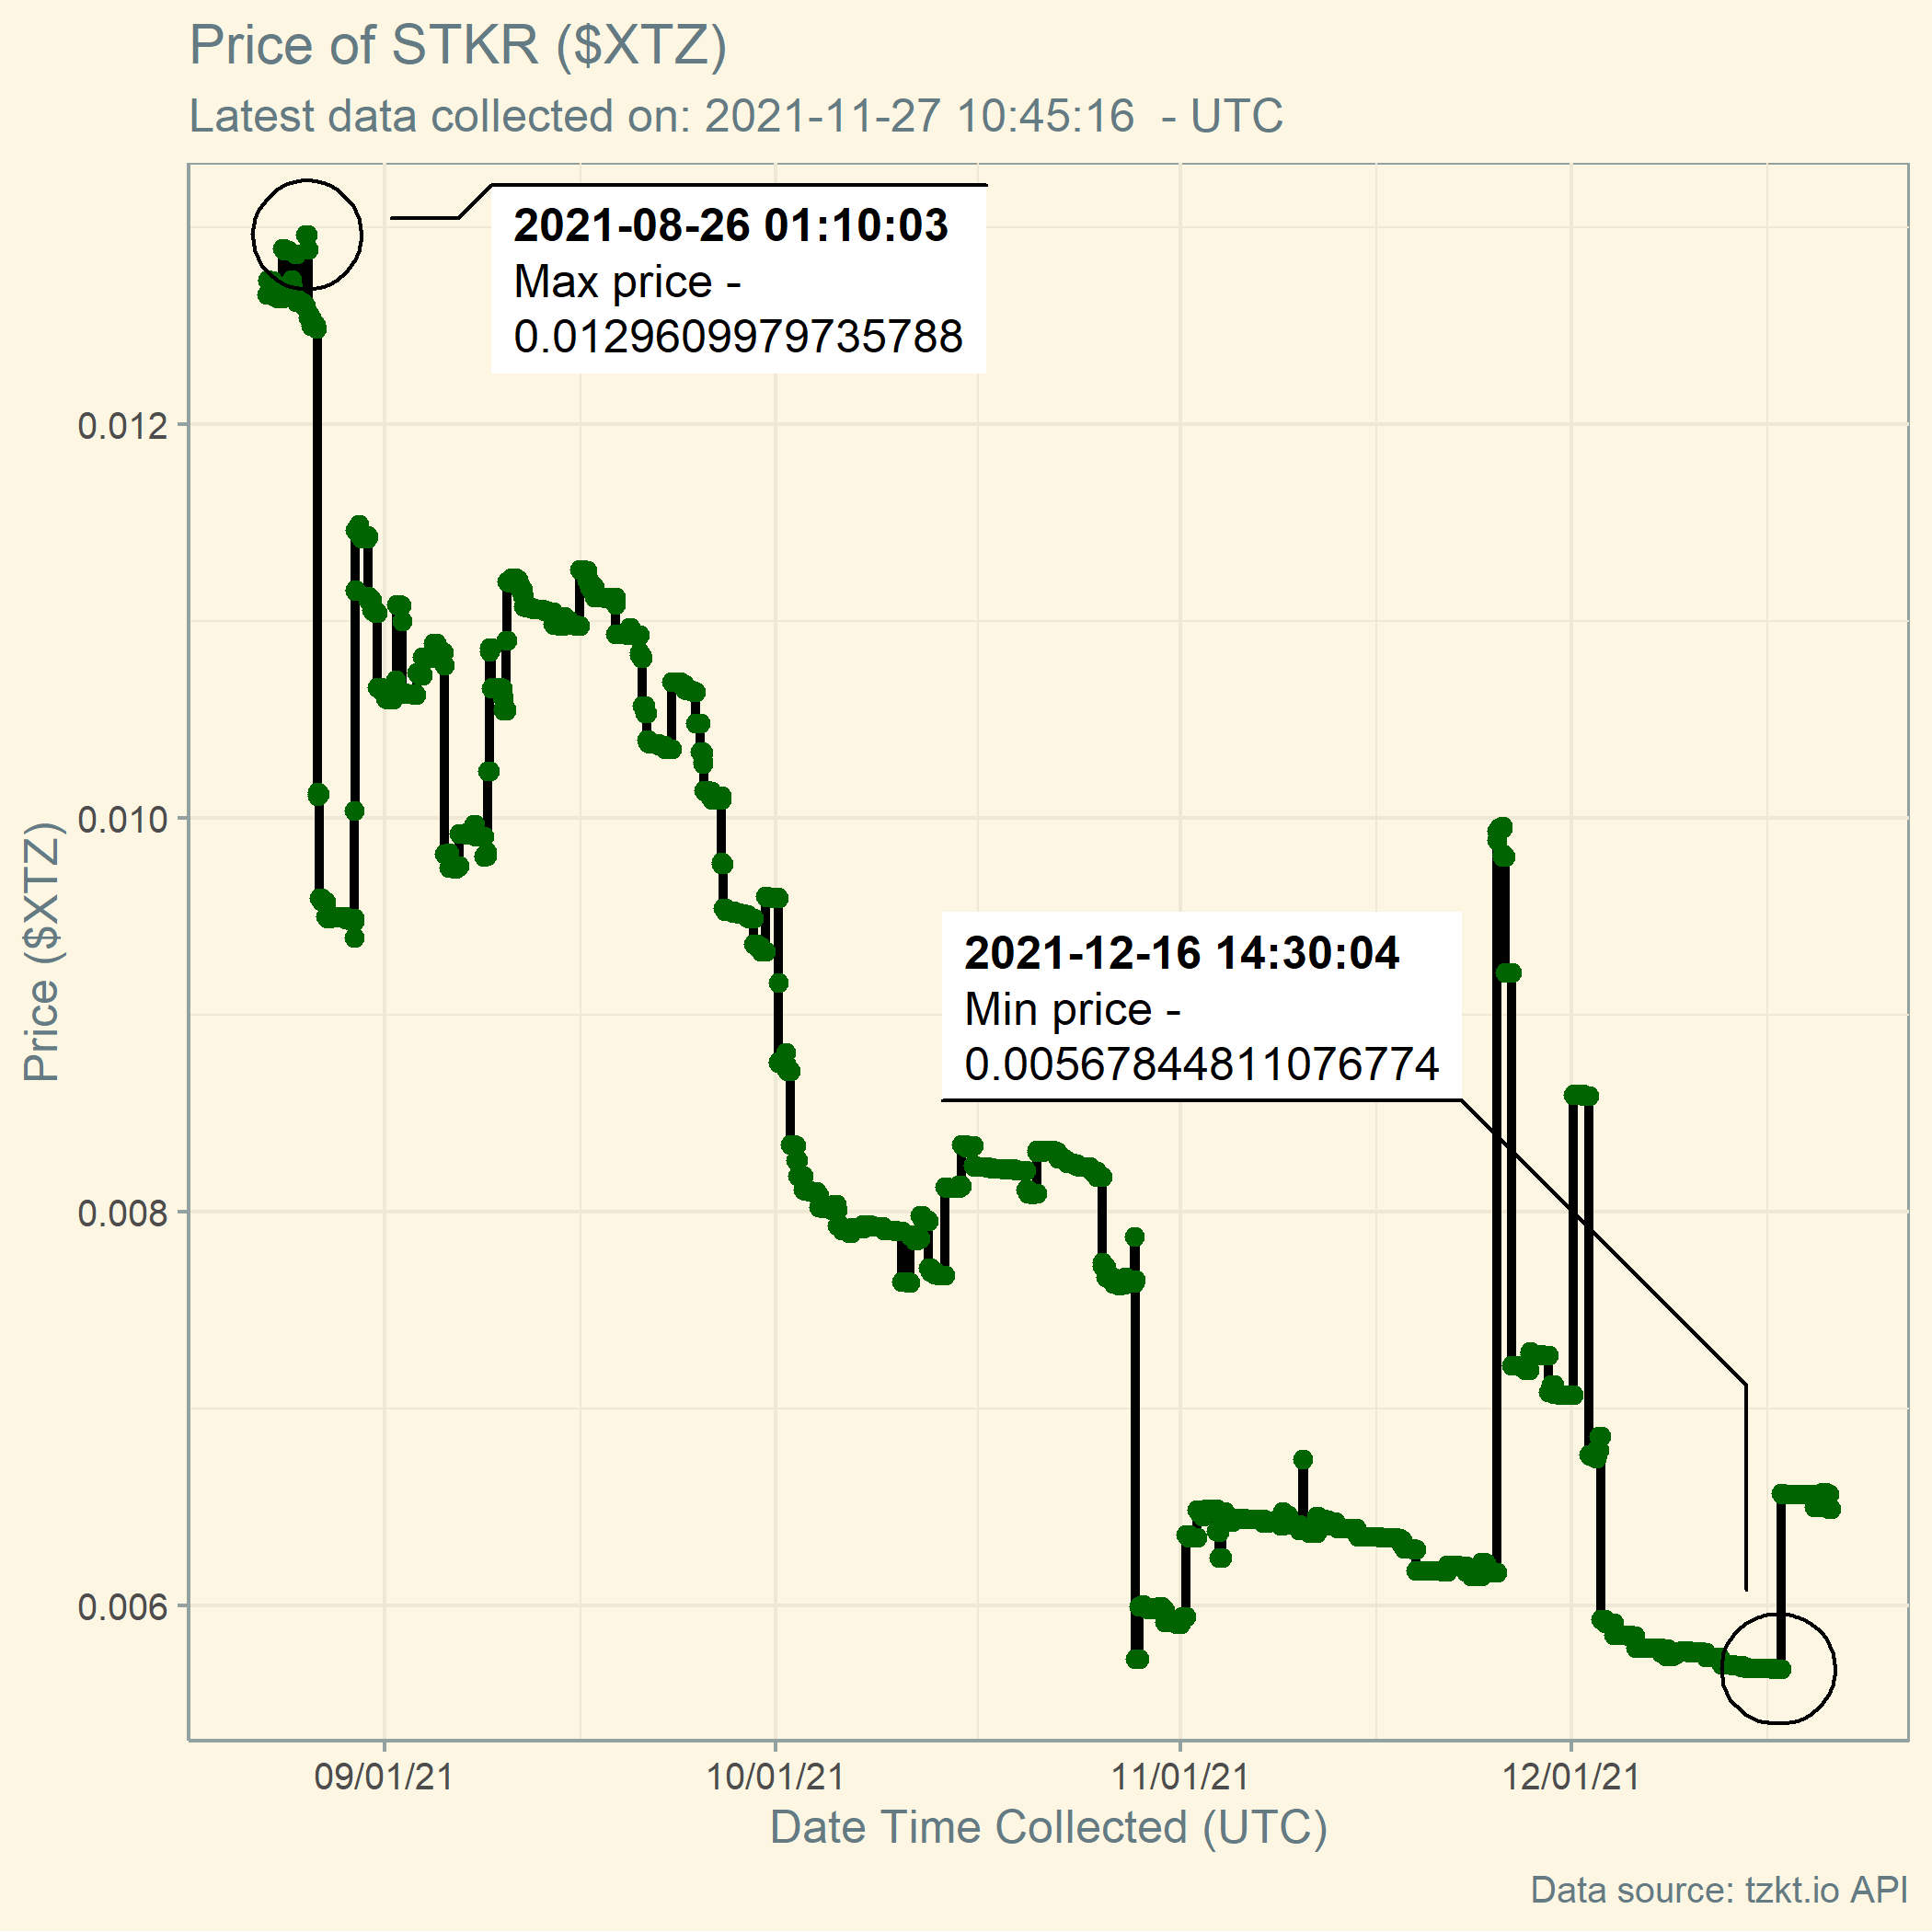 Price of STKR ($XTZ)
Latest data collected on: 2021-11-27 10:45:16  - UTC
2021-08-26 01:10:03
Max price -
0.0129609979735788
0.012
0.010
2021-12-16 14:30:04
Min price -
0.00567844811076774
0.008
0.006
Price ($XTZ)
09/01/21
10/01/21
11/01/21
12/01/21
Date Time Collected (UTC)
Data source: tzkt.io API